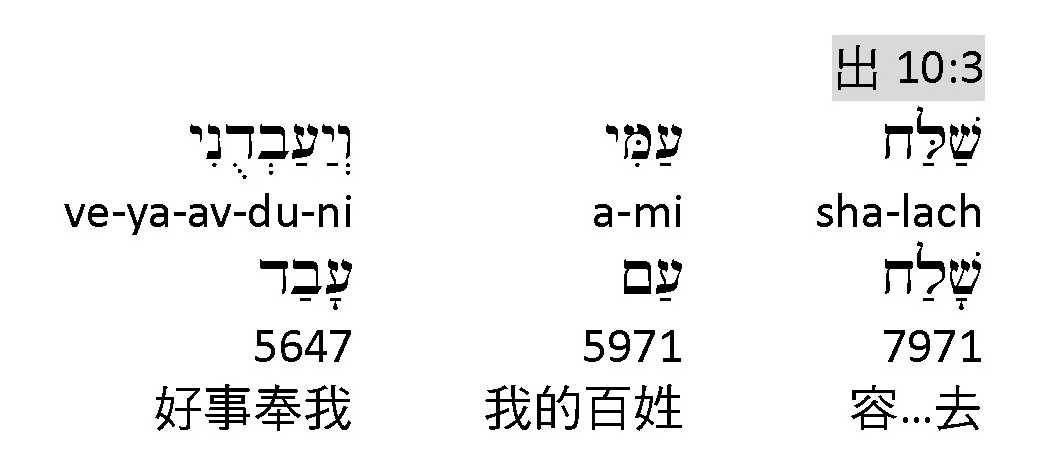 出 10:3
שַׁלַּח עַמִּי וְיַעַבְדֻנִי
sha-lach a-mi ve-ya-av-du-ni
שָׁלַח עַם עָבַד
7971 5971 5647
容…去 我的百姓 好事奉我